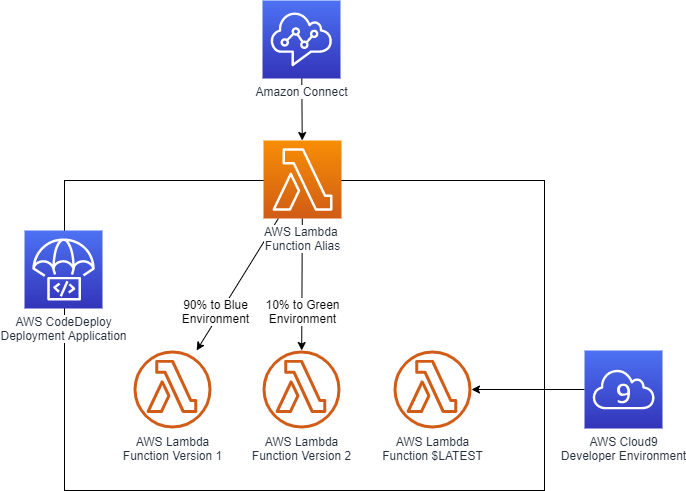 Amazon Connect
AWS Lambda
Function Alias
AWS CodeDeploy
Deployment Application
90% to Blue
Environment
10% to Green
Environment
AWS Lambda
Function Version 1
AWS Lambda
Function Version 2
AWS Lambda
Function $LATEST
9
AWS Cloud9
Developer Environment